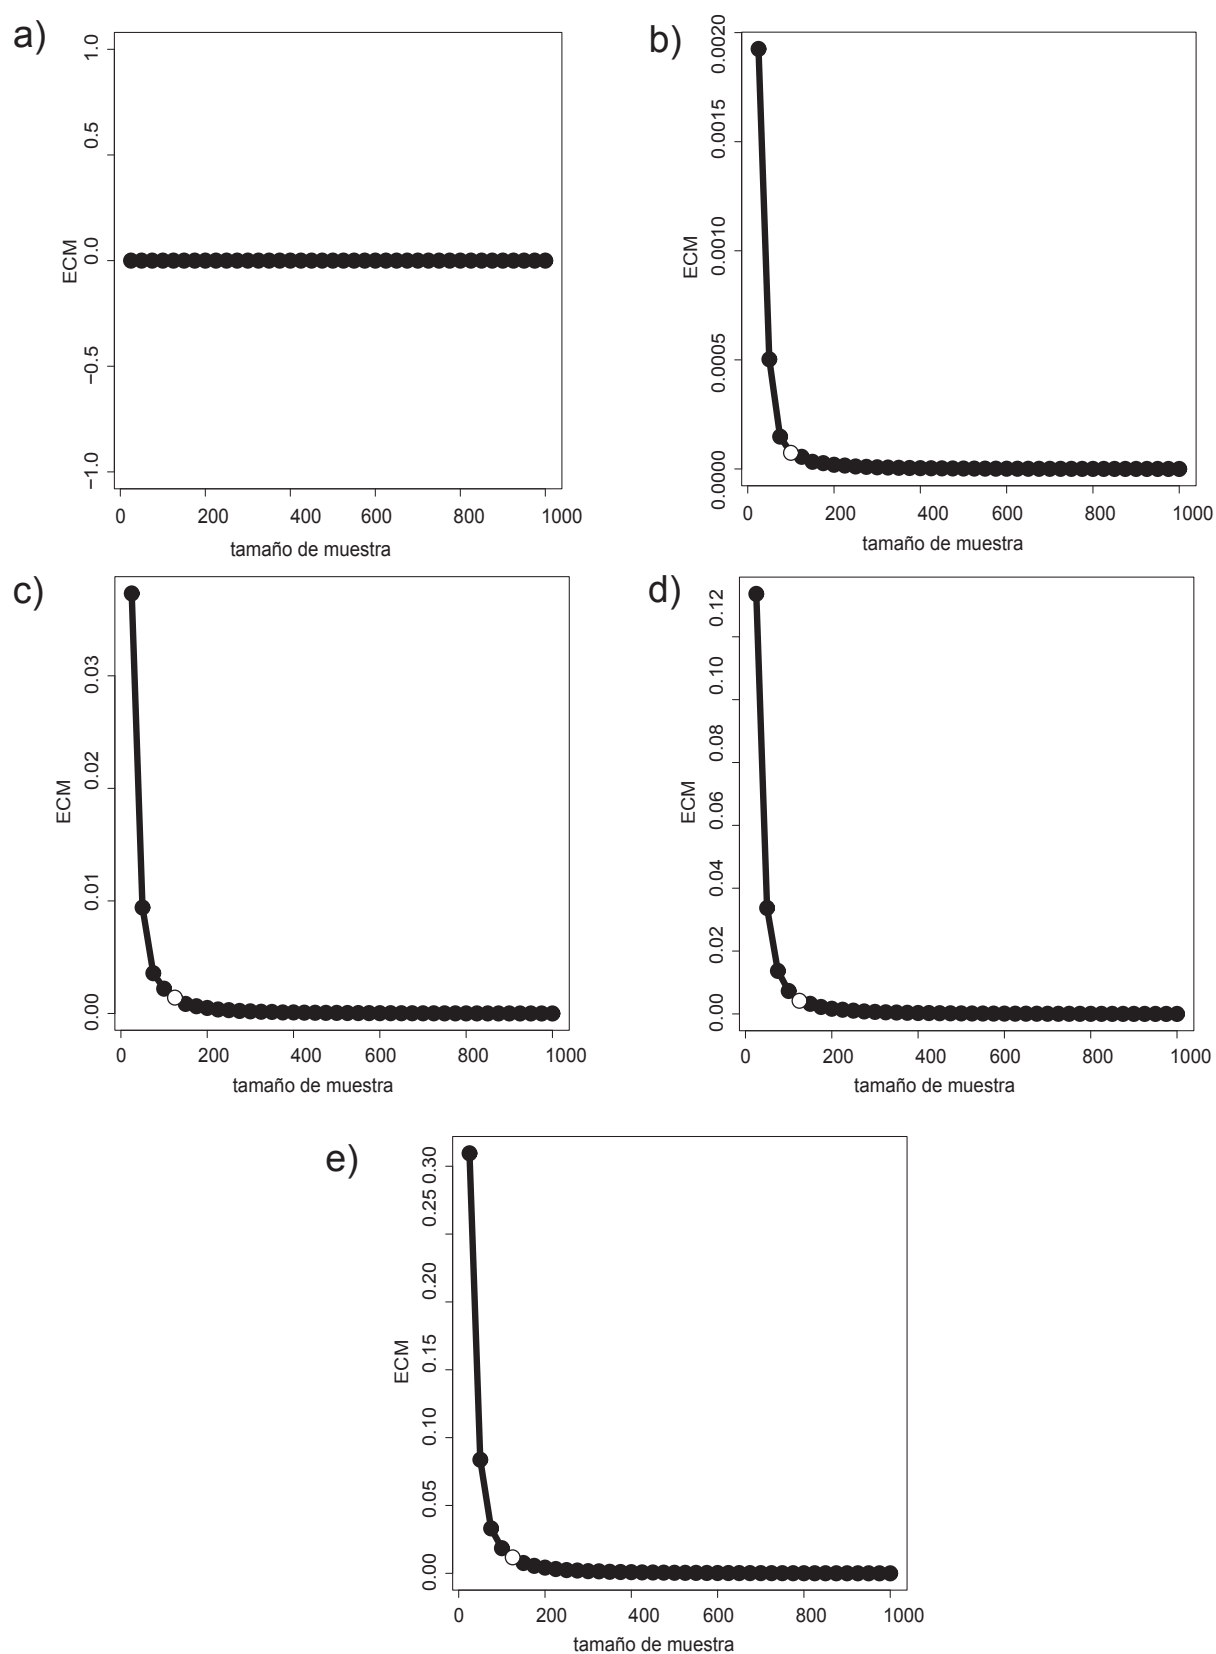 a)
ECM
1.0
0.5
0.0
−0.5
−1.0
0 200 400 600 800 1000
tamaño de muestra
b)
ECM
0.0020
0.0015
0.0010
0.0005
0.0000
0 200 400 600 800 1000
tamaño de muestra
c)
ECM
0.03
0.02
0.01
0.00
0 200 400 600 800 1000
tamaño de muestra
d)
ECM
0.12
0.10
0.08
0.06
0.04
0.02
0.00
0 200 400 600 800 1000
tamaño de muestra
e)
ECM
0.30
0.25
0.20
0.15
0.10
0.05
0.00
0 200 400 600 800 1000
tamaño de muestra